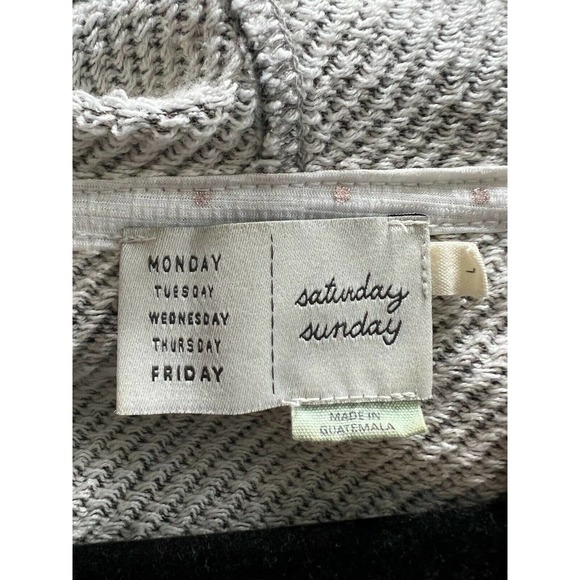 MONDAY
TUESDAY
WEDNESDAY
THURSDAY
FRIDAY
saturday
sunday
L
MADE IN
GUATEMALA